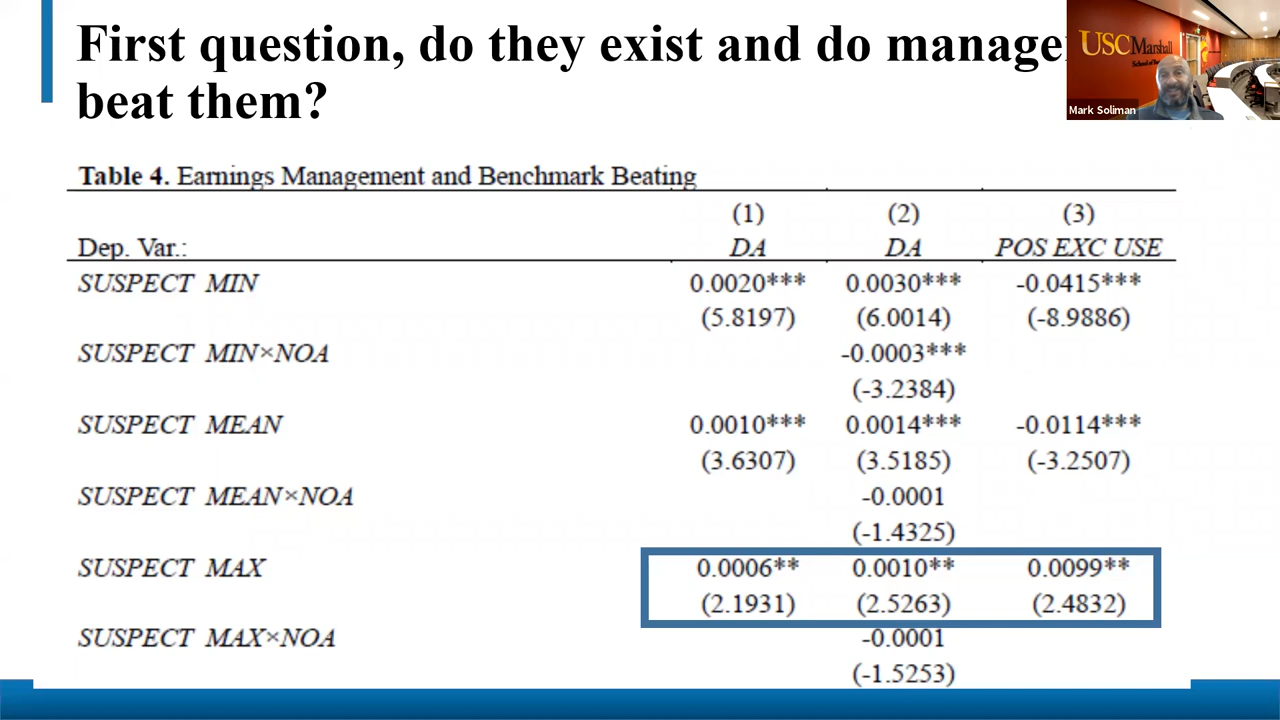 First question, do they exist and do manage
beat them?
USC Marshall
School of
Mark Soliman
Table 4. Earnings Management and Benchmark Beating
(1) (2) (3)
Dep. Var.: DA DA POS EXC USE
SUSPECT MIN 0.0020*** 0.0030*** -0.0415***
(5.8197) (6.0014) (-8.9886)
SUSPECT MIN×NOA -0.0003***
(-3.2384)
SUSPECT MEAN 0.0010*** 0.0014*** -0.0114***
(3.6307) (3.5185) (-3.2507)
SUSPECT MEAN×NOA -0.0001
(-1.4325)
SUSPECT MAX 0.0006** 0.0010** 0.0099**
(2.1931) (2.5263) (2.4832)
SUSPECT MAX×NOA -0.0001
(-1.5253)